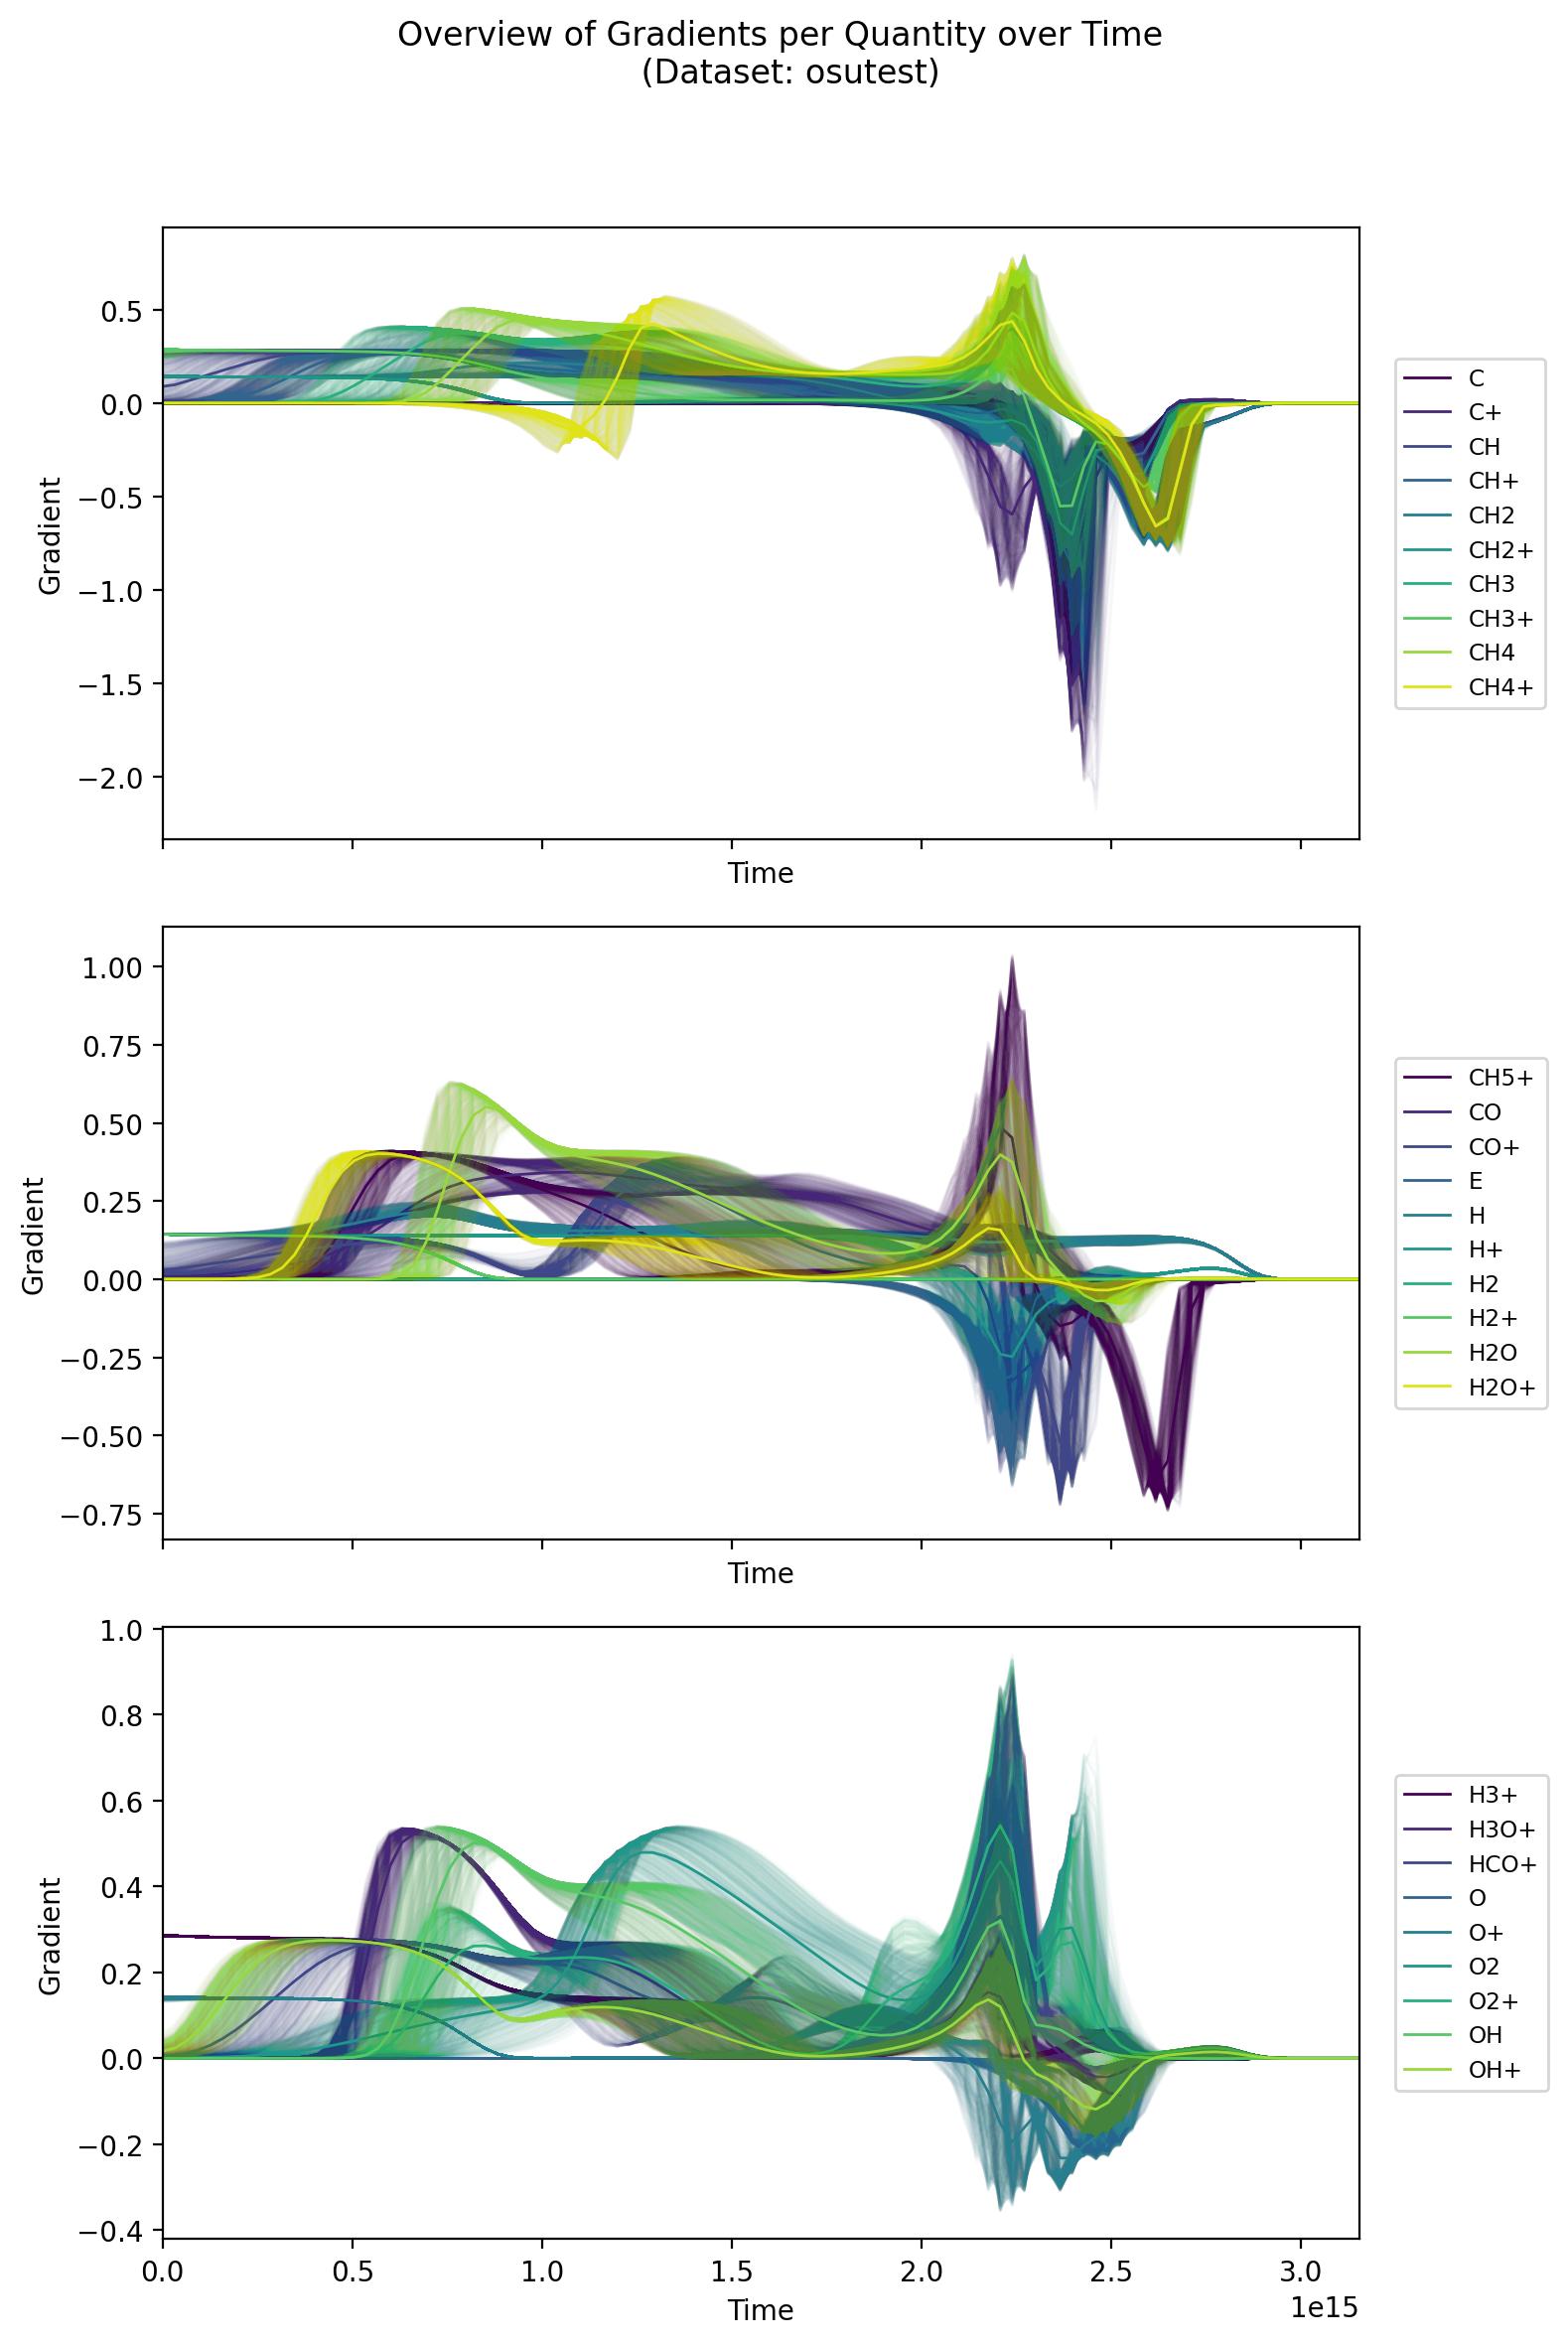 Overview of Gradients per Quantity over Time
(Dataset: osutest)
0.5
0.0
−0.5
−1.0
−1.5
−2.0
Gradient
Time
C
C+
CH
CH+
CH2
CH2+
CH3
CH3+
CH4
CH4+
1.00
0.75
0.50
0.25
0.00
−0.25
−0.50
−0.75
Gradient
Time
CH5+
CO
CO+
E
H
H+
H2
H2+
H2O
H2O+
1.0
0.8
0.6
0.4
0.2
0.0
−0.2
−0.4
Gradient
0.0 0.5 1.0 1.5 2.0 2.5 3.0
Time
1e15
H3+
H3O+
HCO+
O
O+
O2
O2+
OH
OH+